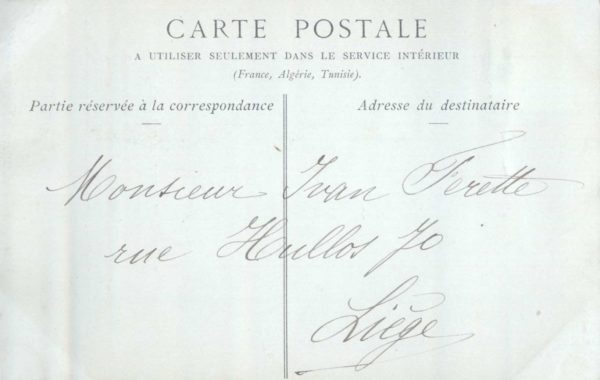 CARTE POSTALE
A UTILISER SEULEMENT DANS LE SERVICE INTÉRIEUR
(France, Algérie, Tunisie).
Partie réservée à la correspondance
Adresse du destinataire
Monsieur Ivan Ferette
rue Hullos 70
Liège